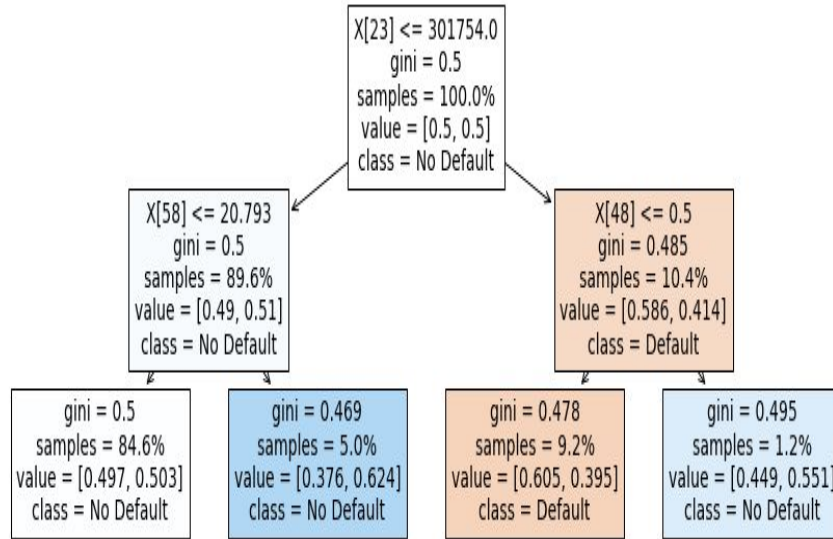 X[23] <= 301754.0
gini = 0.5
samples = 100.0%
value = [0.5, 0.5]
class = No Default
X[58] <= 20.793
gini = 0.5
samples = 89.6%
value = [0.49, 0.51]
class = No Default
X[48] <= 0.5
gini = 0.485
samples = 10.4%
value = [0.586, 0.414]
class = Default
gini = 0.5
samples = 84.6%
value = [0.497, 0.503]
class = No Default
gini = 0.469
samples = 5.0%
value = [0.376, 0.624]
class = No Default
gini = 0.478
samples = 9.2%
value = [0.605, 0.395]
class = Default
gini = 0.495
samples = 1.2%
value = [0.449, 0.551]
class = No Default